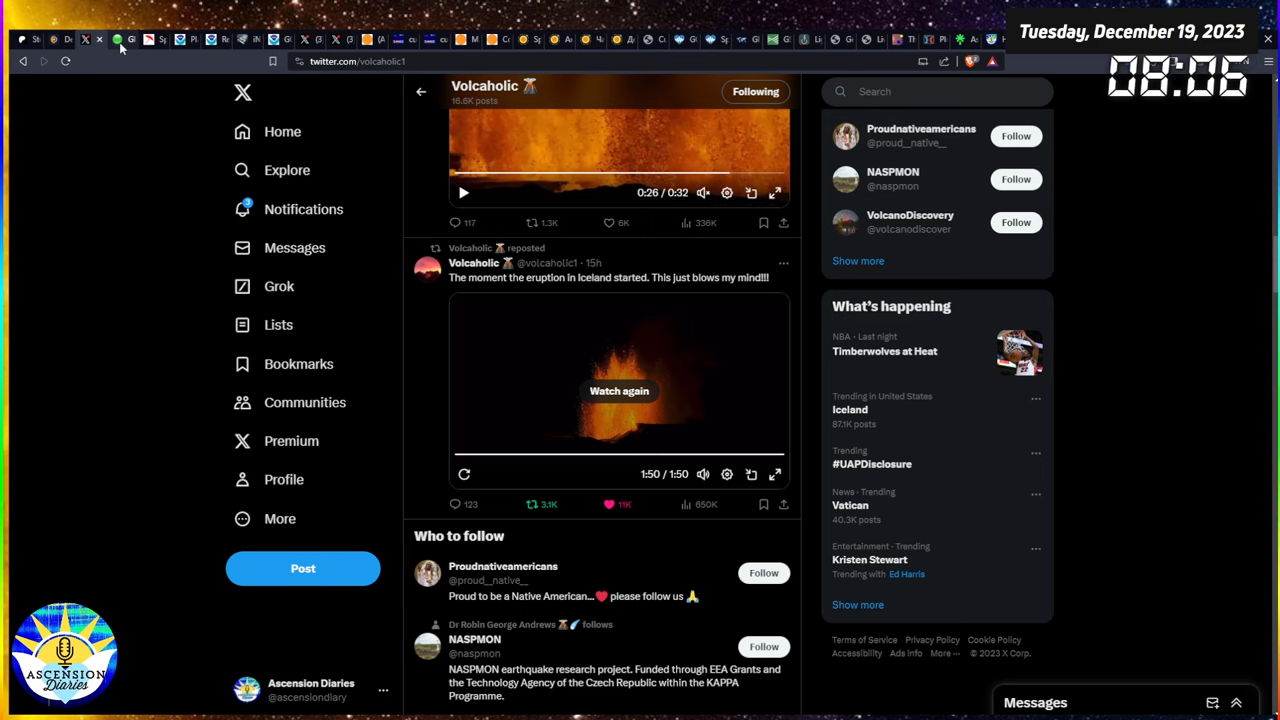 Tuesday, December 19, 2023
08:06
twitter.com/volcaholic1
Volcaholic
16.6K posts
Following
Search
Home
Explore
3
Notifications
Messages
Grok
Lists
Bookmarks
Communities
Premium
Profile
More
Post
Ascension Diaries
@ascensiondiary
ASCENSION
Diaries
0:26 / 0:32
117
1.3K
6K
336K
Volcaholic reposted
Volcaholic @volcaholic1 · 15h
The moment the eruption in Iceland started. This just blows my mind!!!
Watch again
1:50 / 1:50
123
3.1K
11K
650K
Who to follow
Proudnativeamericans
@proud__native_
Proud to be a Native American... please follow us
Follow
Dr Robin George Andrews follows
NASPMON
@naspmon
Follow
NASPMON earthquake research project. Funded through EEA Grants and
the Technology Agency of the Czech Republic within the KAPPA
Programme.
Proudnativeamericans
@proud__native_
Follow
NASPMON
@naspmon
Follow
VolcanoDiscovery
@volcanodiscover
Follow
Show more
What's happening
NBA · Last night
Timberwolves at Heat
Trending in United States
Iceland
87.1K posts
Trending
#UAPDisclosure
News · Trending
Vatican
40.3K posts
Entertainment · Trending
Kristen Stewart
Trending with Ed Harris
Show more
Terms of Service Privacy Policy Cookie Policy
Accessibility Ads info More ··· © 2023 X Corp.
Messages